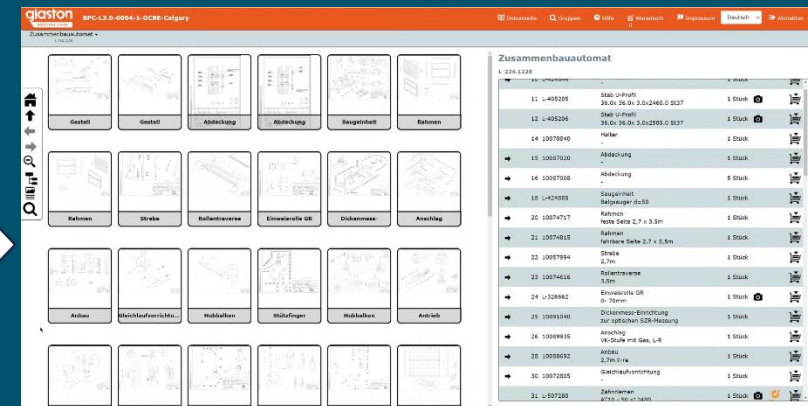 glaston
BPC-L3.0-0004-1-OCBE-Calgary
Dokumente
Gruppen
Hilfe
Warenkorb
Impressum
Deutsch
Abmelden
Zusammenbauautomat
Gestell
Gestell
Abdeckung
Abdeckung
Saugeinheit
Rahmen
Rahmen
Strebe
Rollentraverse
Einweisrolle GR
Dickenmess-
Anschlag
Anbau
Gleichlaufvorrichtu...
Hubbalken
Stützfinger
Hubbalken
Antrieb
Zusammenbauautomat
L-234.1228
11 L-405205 Stab U-Profil 1 Stück
36.0x 36.0x 3.0x2460.0 St37
12 L-405206 Stab U-Profil 1 Stück
36.0x 36.0x 3.0x2585.0 St37
14 10078840 Halter 1 Stück
-
15 10087020 Abdeckung 1 Stück
-
16 10087008 Abdeckung 5 Stück
-
18 L-424885 Saugeinheit 1 Stück
Balgsauger d=50
20 10074717 Rahmen 1 Stück
feste Seite 2,7 x 3.5m
21 10074815 Rahmen 1 Stück
fahrbare Seite 2,7 x 3,5m
22 10057994 Strebe 1 Stück
2,7m
23 10074616 Rollentraverse 1 Stück
3,5m
24 L-326662 Einweisrolle GR 1 Stück
0- 70mm
25 10091040 Dickenmess-Einrichtung 1 Stück
zur optischen SZR-Messung
26 10089935 Anschlag 1 Stück
VK-Stufe mit Gas, L-R
28 10008692 Anbau 1 Stück
2,7m li-re
30 10072805 Gleichlaufvorrichtung 1 Stück
-
31 L-507280 Zahnriemen 1 Stück